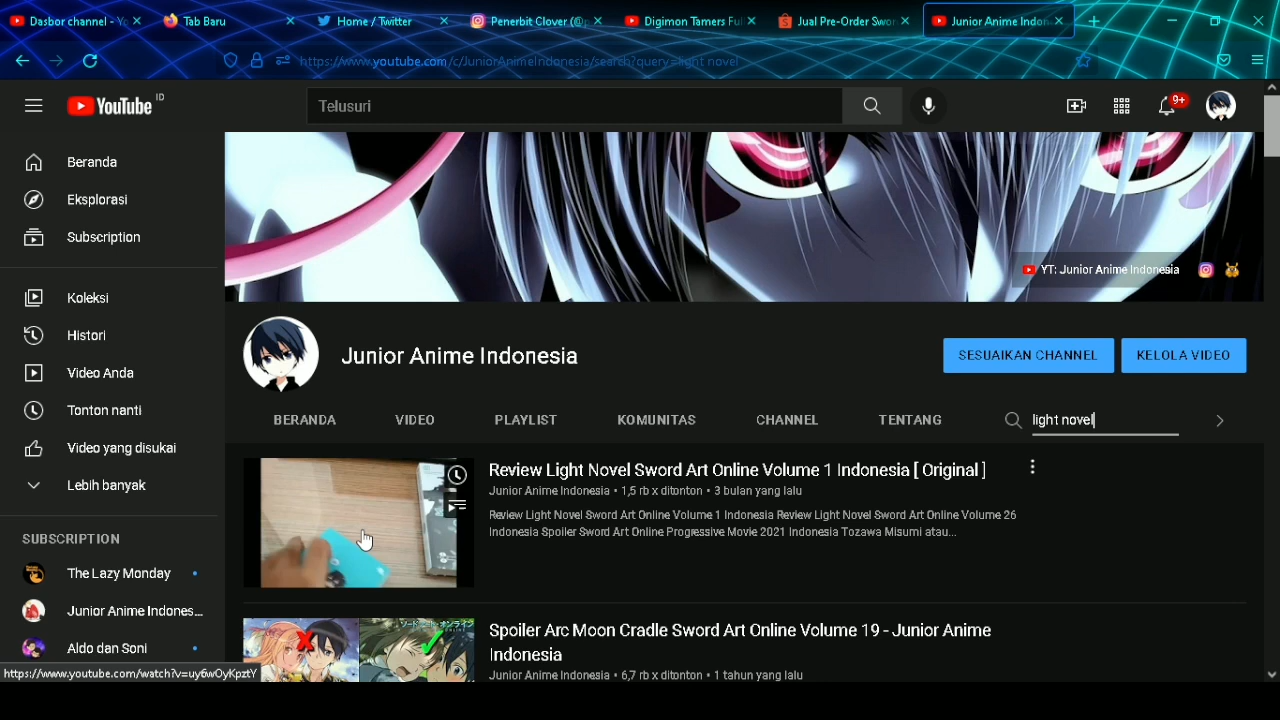 Dasbor channel - Yo
Tab Baru
Home / Twitter
Penerbit Clover (@p
Digimon Tamers Full
Jual Pre-Order Swor
Junior Anime Indon
https://www.youtube.com/c/JuniorAnimeIndonesia/search?query=light novel
YouTube ID
Telusuri
9+
Beranda
Eksplorasi
Subscription
Koleksi
Histori
Video Anda
Tonton nanti
Video yang disukai
Lebih banyak
SUBSCRIPTION
The Lazy Monday
Junior Anime Indones...
Aldo dan Soni
YT: Junior Anime Indonesia
Junior Anime Indonesia
SESUAIKAN CHANNEL
KELOLA VIDEO
BERANDA
VIDEO
PLAYLIST
KOMUNITAS
CHANNEL
TENTANG
light novel
Review Light Novel Sword Art Online Volume 1 Indonesia [ Original ]
Junior Anime Indonesia • 1,5 rb x ditonton • 3 bulan yang lalu
Review Light Novel Sword Art Online Volume 1 Indonesia Review Light Novel Sword Art Online Volume 26
Indonesia Spoiler Sword Art Online Progressive Movie 2021 Indonesia Tozawa Misumi atau...
Spoiler Arc Moon Cradle Sword Art Online Volume 19 - Junior Anime
Indonesia
Junior Anime Indonesia • 6,7 rb x ditonton • 1 tahun yang lalu
https://www.youtube.com/watch?v=uy6wOyKpztY